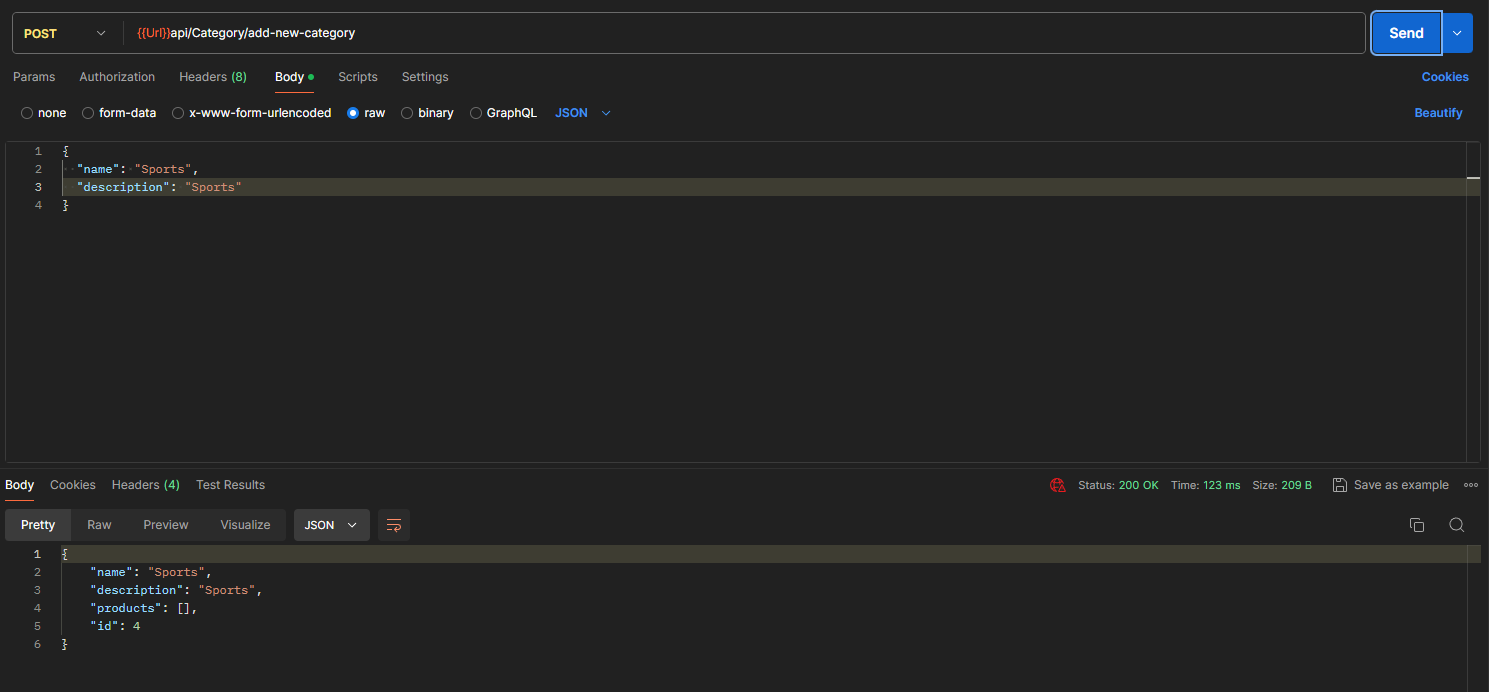 POST {{Url}}api/Category/add-new-category Send
Params Authorization Headers (8) Body Scripts Settings Cookies
none form-data x-www-form-urlencoded raw binary GraphQL JSON Beautify
1 {
2 "name": "Sports",
3 "description": "Sports"
4 }
Body Cookies Headers (4) Test Results Status: 200 OK Time: 123 ms Size: 209 B Save as example
Pretty Raw Preview Visualize JSON
1 {
2 "name": "Sports",
3 "description": "Sports",
4 "products": [],
5 "id": 4
6 }